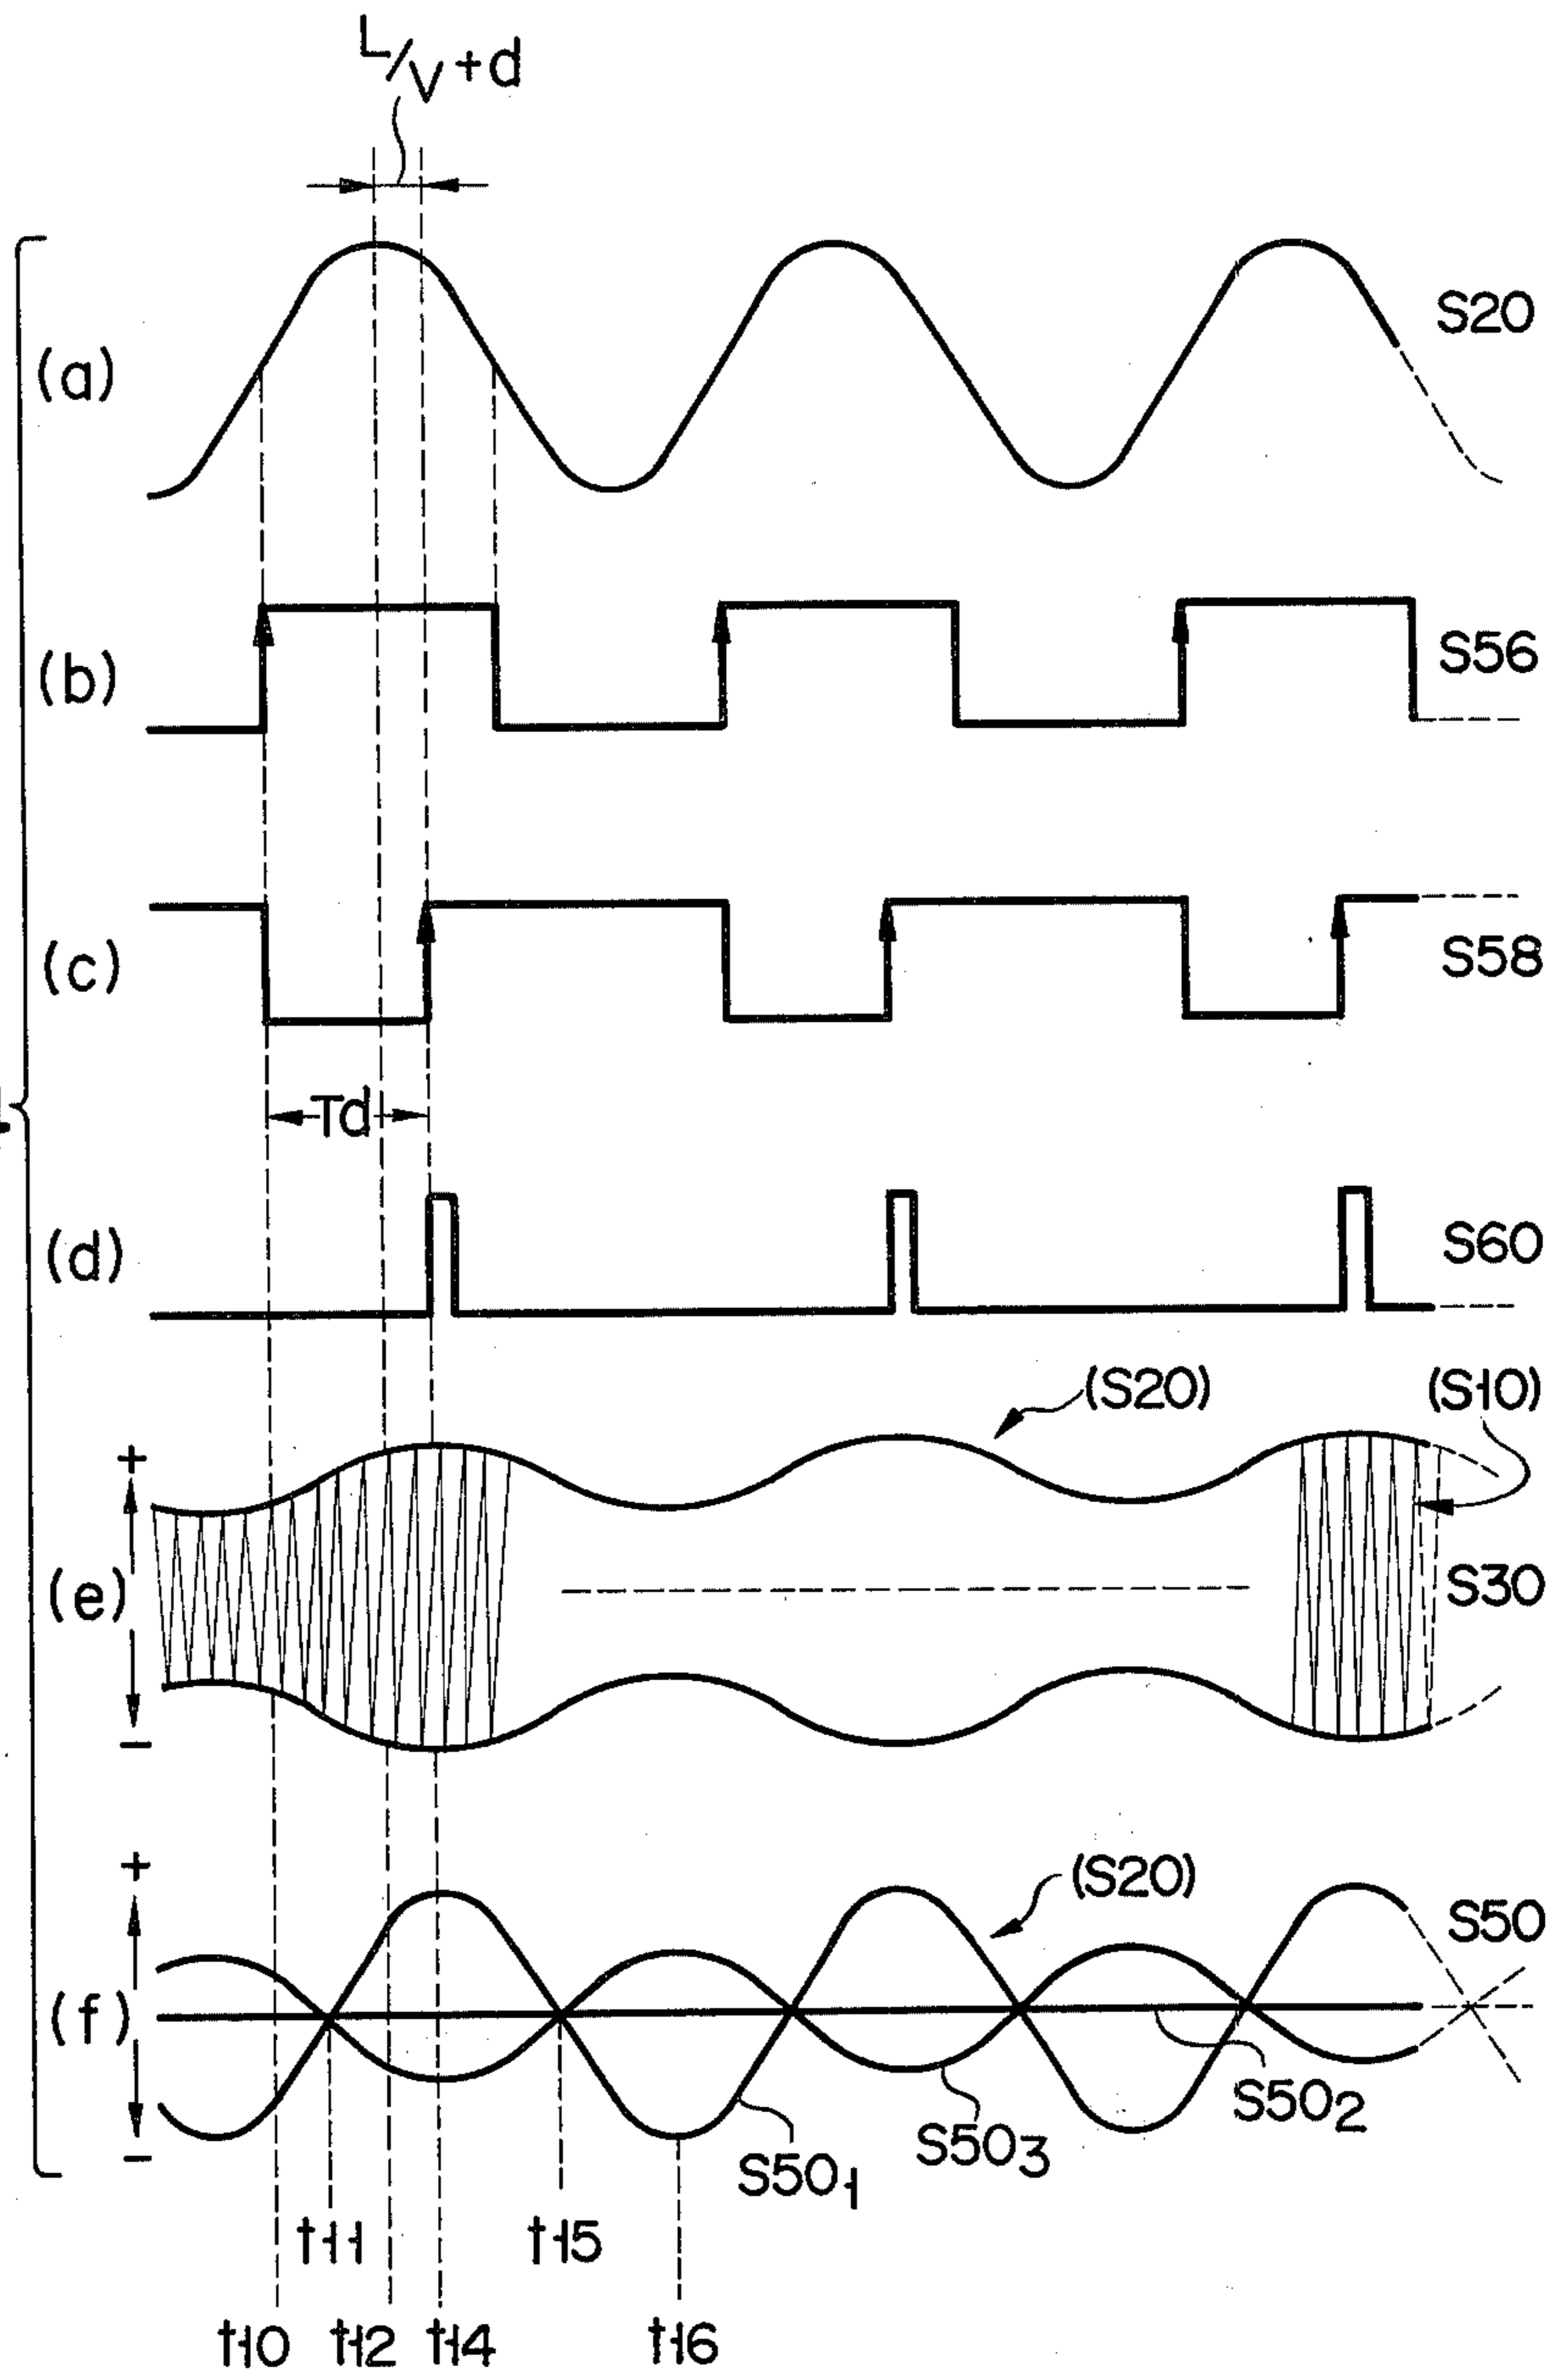 L/V+d
(a)
S20
(b)
S56
(c)
S58
Td
(d)
S60
(S20)
(S10)
+
(e)
S30
−
(S20)
+
S50
(f)
S502
S503
−
S501
t11
t15
t10
t12
t14
t16